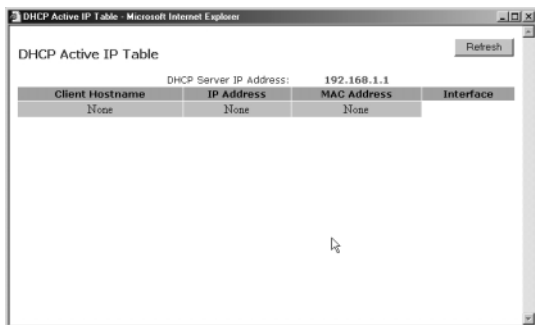 DHCP Active IP Table - Microsoft Internet Explorer
DHCP Active IP Table
Refresh
DHCP Server IP Address: 192.168.1.1
Client Hostname IP Address MAC Address Interface
None None None